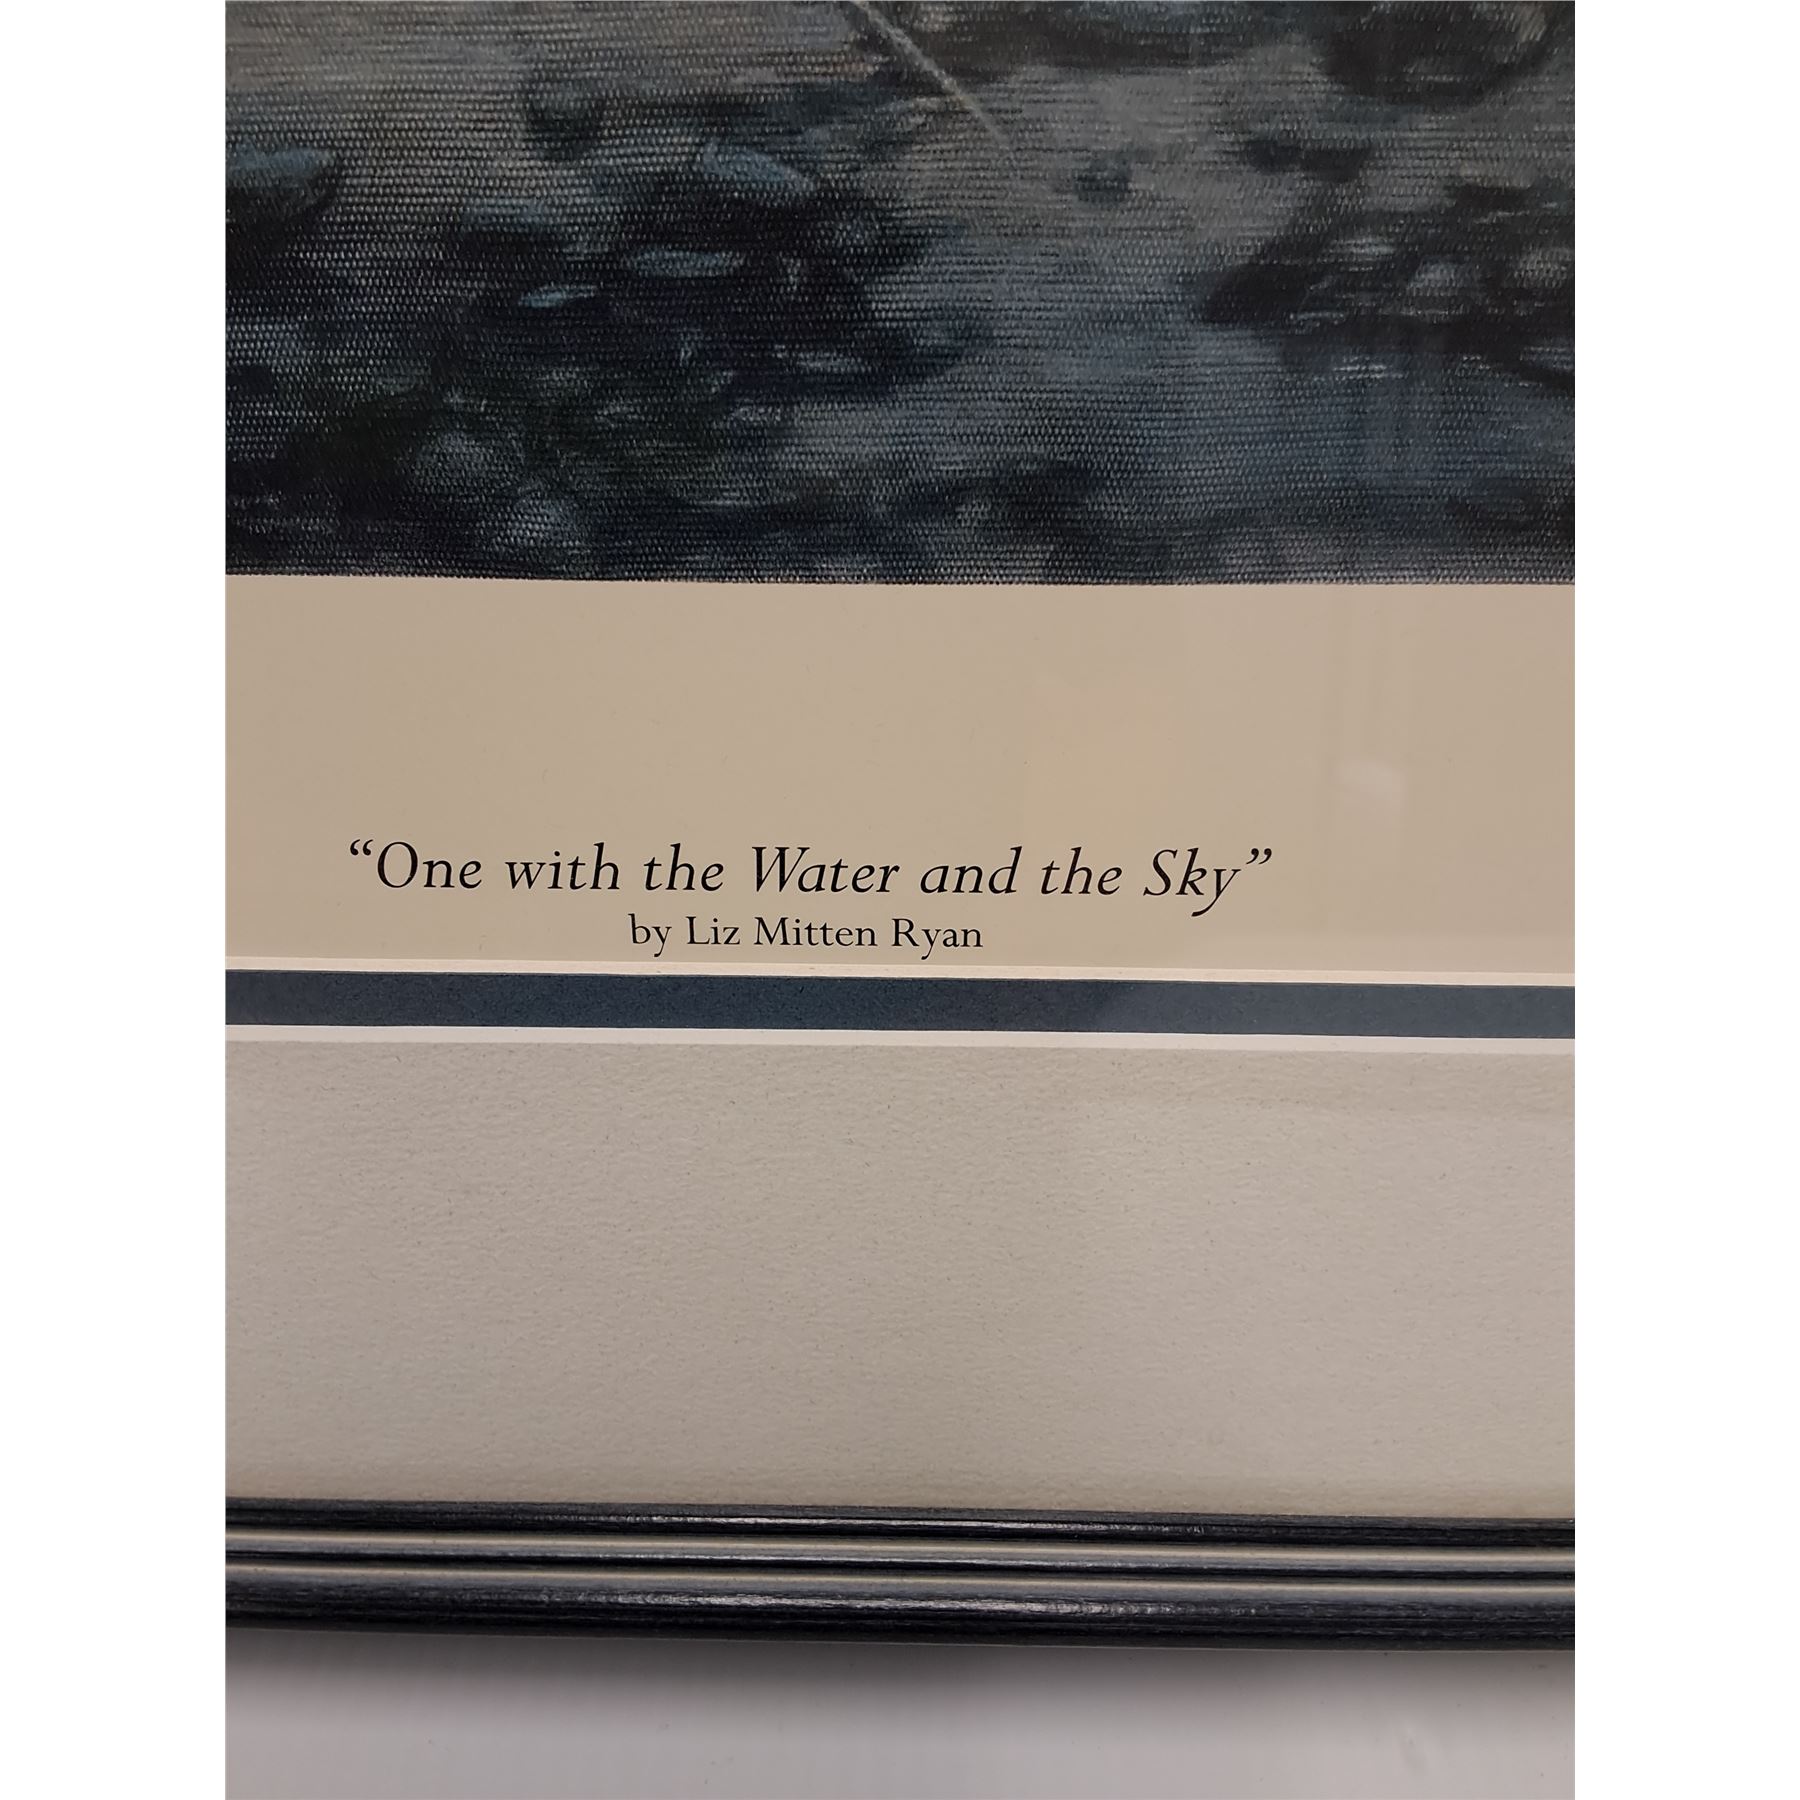 “One with the Water and the Sky”
by Liz Mitten Ryan